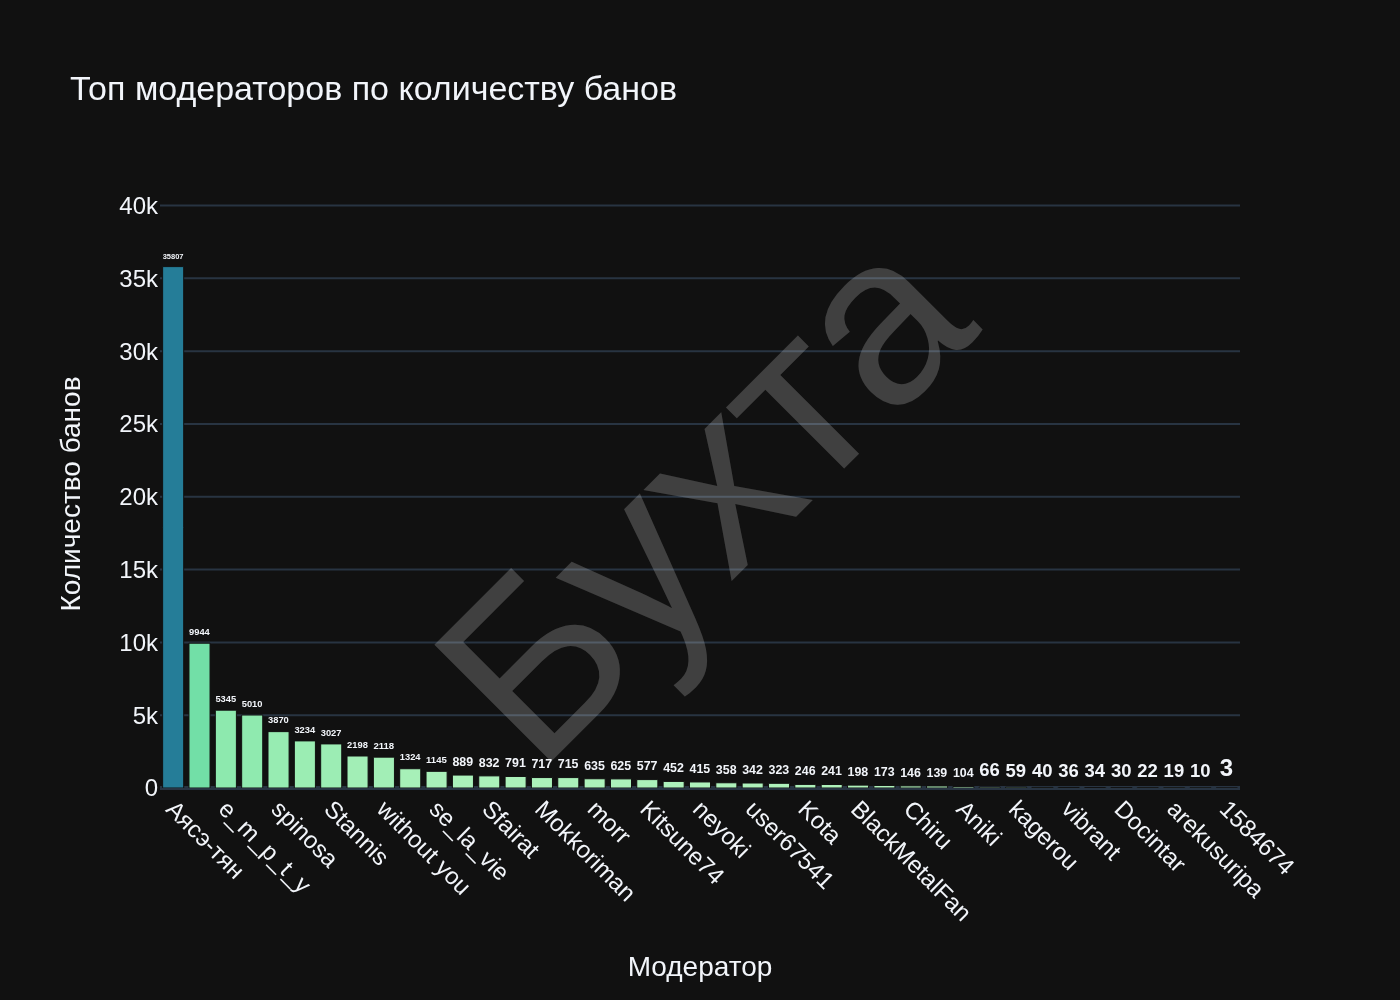 Топ модераторов по количеству банов
Количество банов
40k
35k
30k
25k
20k
15k
10k
5k
0
35807
9944
5345
5010
3870
3234
3027
2198
2118
1324
1145
889
832
791
717
715
635
625
577
452
415
358
342
323
246
241
198
173
146
139
104
66
59
40
36
34
30
22
19
10
3
Бухта
Аясэ-тян
e_m_p_t_y
spinosa
Stannis
without you
se_la_vie
Sfairat
Mokkoriman
morr
Kitsune74
neyoki
user67541
Kota
BlackMetalFan
Chiru
Aniki
kagerou
vibrant
Docintar
arekusuripa
1584674
Модератор